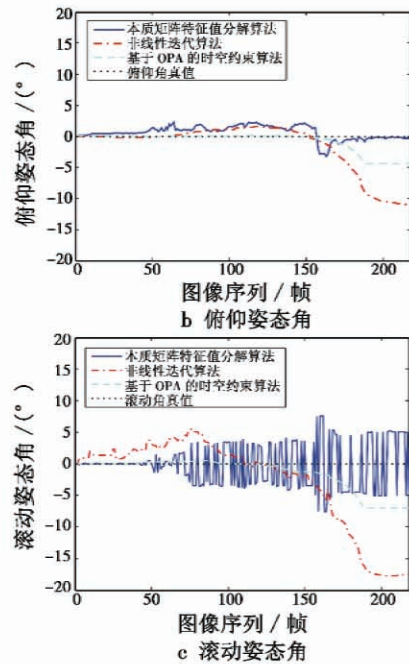 20
15
10
5
0
-5
-10
-15
-20
俯仰姿态角 / (°)
本质矩阵特征值分解算法
非线性迭代算法
基于 OPA 的时空约束算法
俯仰角真值
0 50 100 150 200
图像序列 / 帧
b 俯仰姿态角
20
15
10
5
0
-5
-10
-15
-20
滚动姿态角 / (°)
本质矩阵特征值分解算法
非线性迭代算法
基于 OPA 的时空约束算法
滚动角真值
0 50 100 150 200
图像序列 / 帧
c 滚动姿态角